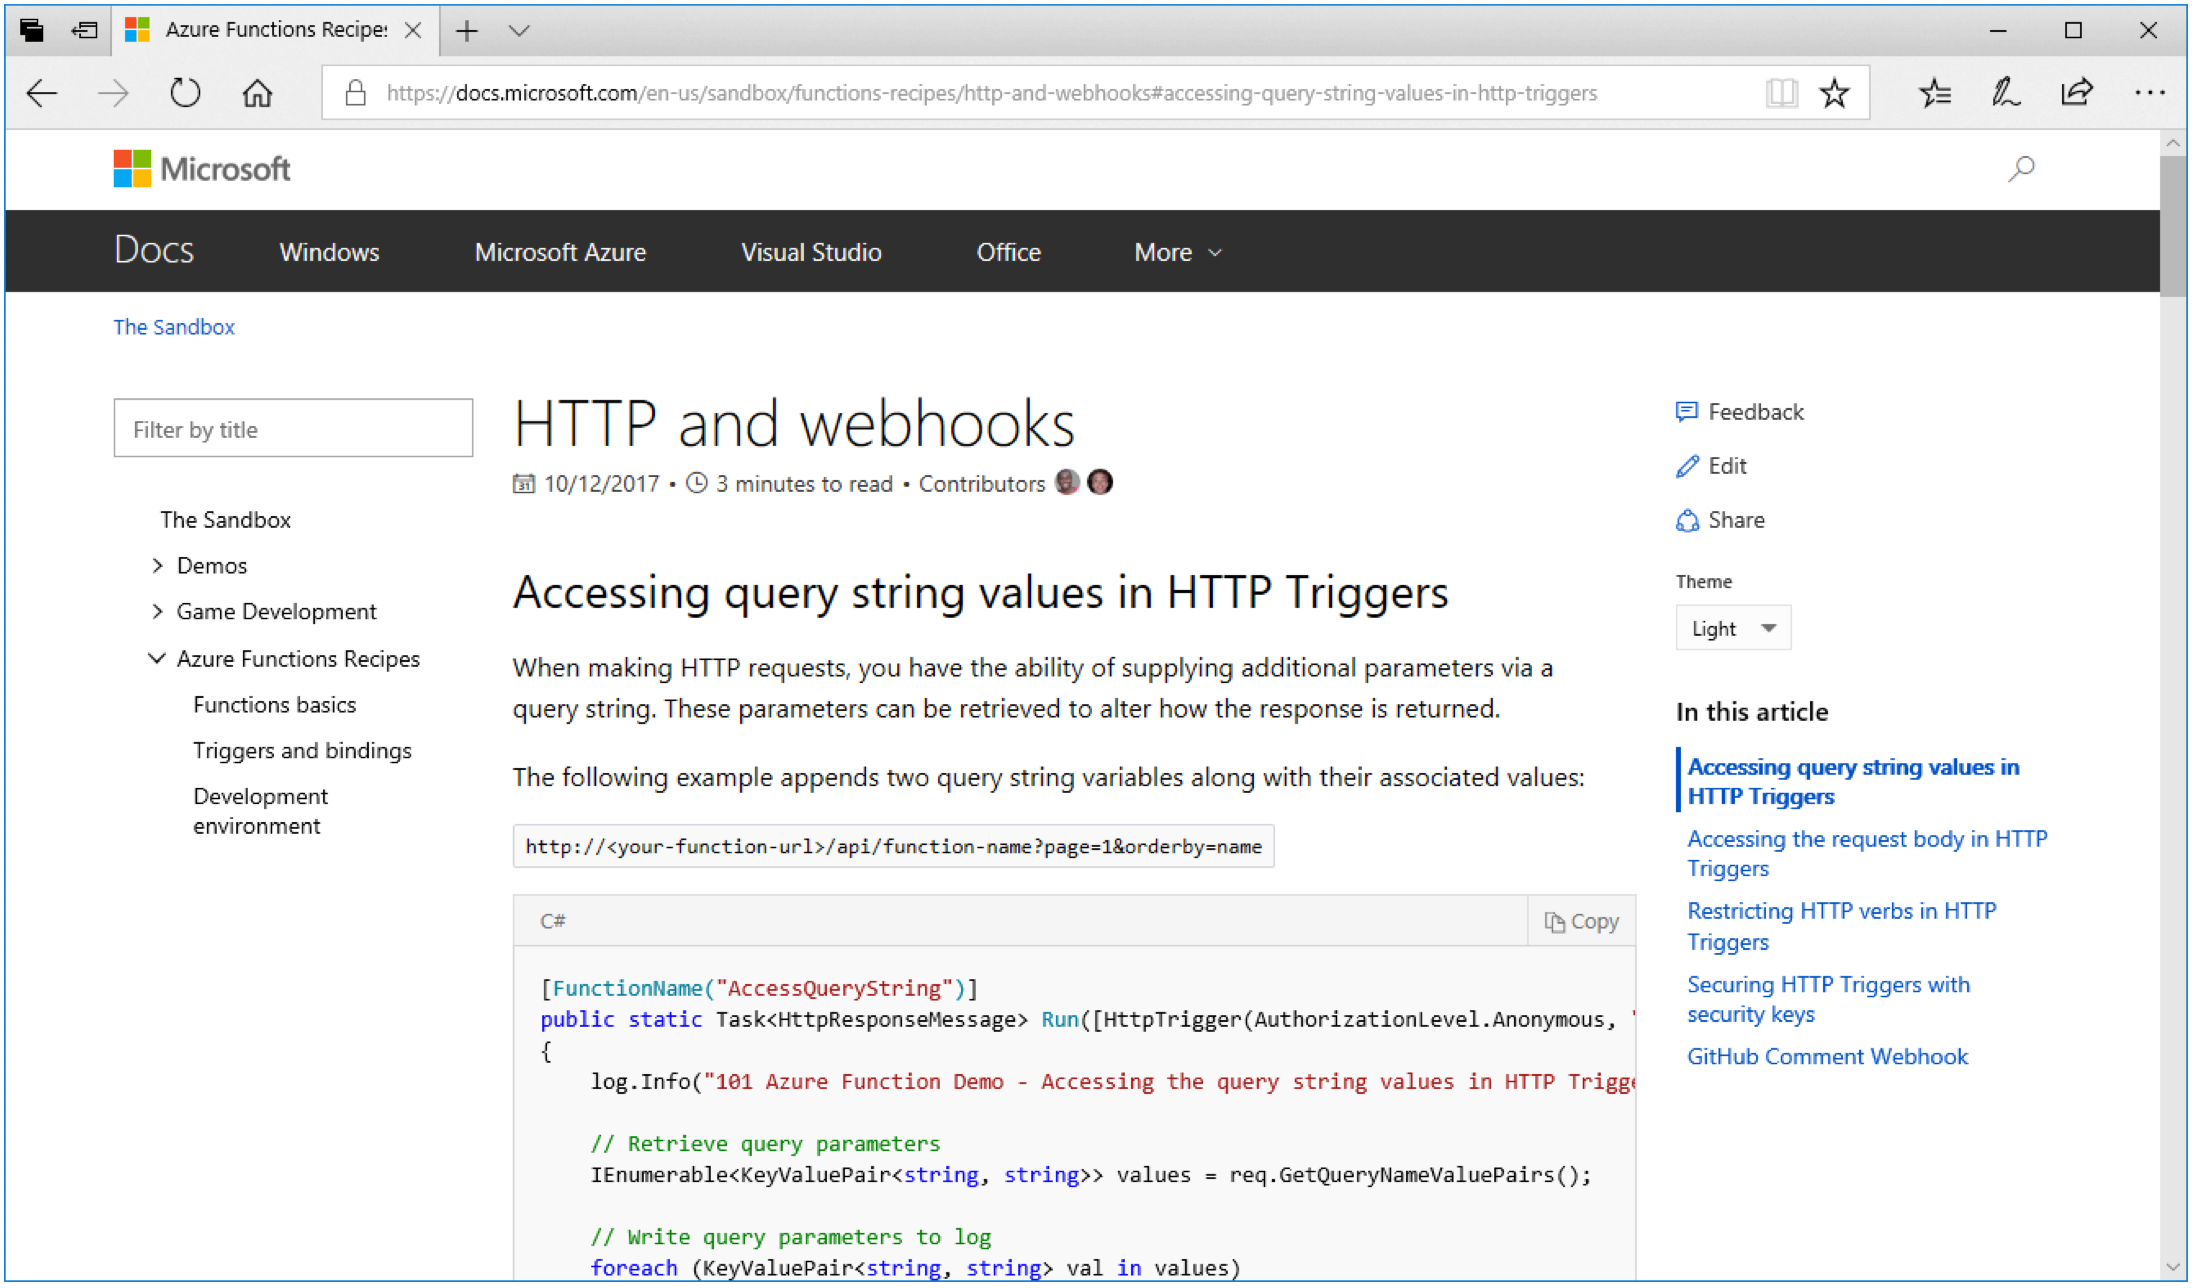 Azure Functions Recipes
https://docs.microsoft.com/en-us/sandbox/functions-recipes/http-and-webhooks#accessing-query-string-values-in-http-triggers
Microsoft
Docs
Windows
Microsoft Azure
Visual Studio
Office
More
The Sandbox
Filter by title
The Sandbox
Demos
Game Development
Azure Functions Recipes
Functions basics
Triggers and bindings
Development
environment
HTTP and webhooks
31 10/12/2017 • 3 minutes to read • Contributors
Accessing query string values in HTTP Triggers
When making HTTP requests, you have the ability of supplying additional parameters via a
query string. These parameters can be retrieved to alter how the response is returned.
The following example appends two query string variables along with their associated values:
http://<your-function-url>/api/function-name?page=1&orderby=name
C#
Copy
[FunctionName("AccessQueryString")]
public static Task<HttpResponseMessage> Run([HttpTrigger(AuthorizationLevel.Anonymous, "
{
log.Info("101 Azure Function Demo - Accessing the query string values in HTTP Trigge
// Retrieve query parameters
IEnumerable<KeyValuePair<string, string>> values = req.GetQueryNameValuePairs();
// Write query parameters to log
foreach (KeyValuePair<string, string> val in values)
Feedback
Edit
Share
Theme
Light
In this article
Accessing query string values in
HTTP Triggers
Accessing the request body in HTTP
Triggers
Restricting HTTP verbs in HTTP
Triggers
Securing HTTP Triggers with
security keys
GitHub Comment Webhook